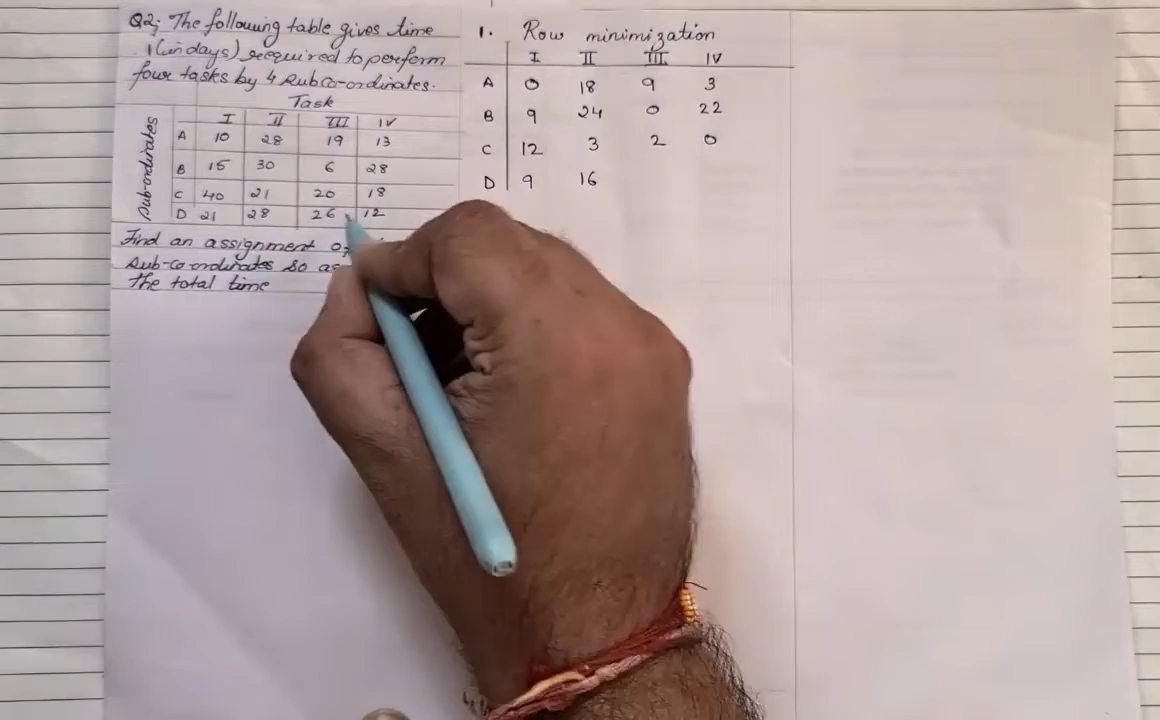 Q2: The following table gives time
(in days) required to perform
four tasks by 4 subco-ordinates.
Task
I II III IV
Sub-ordinates
A 10 28 19 13
B 15 30 6 28
C 40 21 20 18
D 21 28 26 12
Find an assignment
sub-co ordinates so as
the total time
1. Row minimization
I II III IV
A 0 18 9 3
B 9 24 0 22
C 12 3 2 0
D 9 16